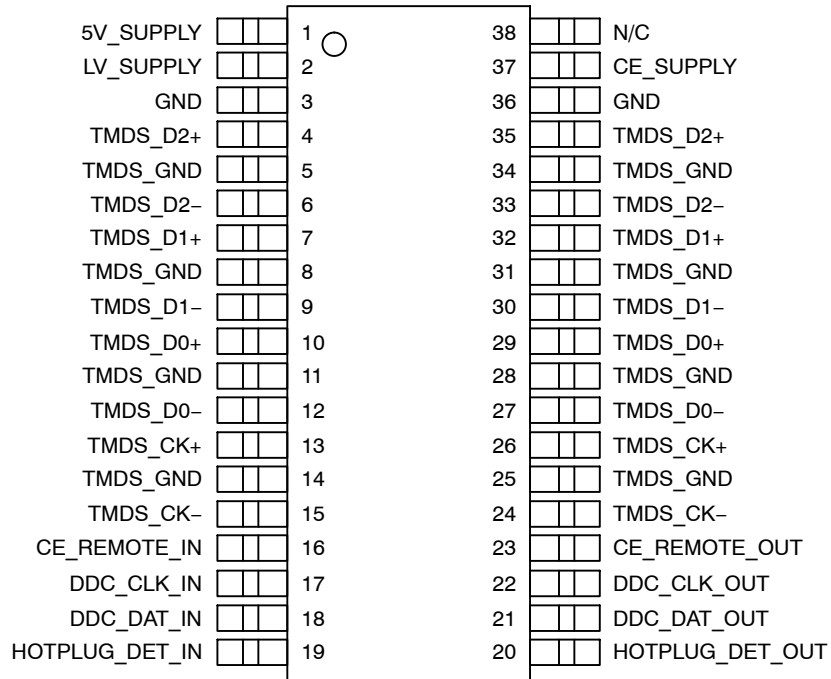 5V_SUPPLY 1 38 N/C
LV_SUPPLY 2 37 CE_SUPPLY
GND 3 36 GND
TMDS_D2+ 4 35 TMDS_D2+
TMDS_GND 5 34 TMDS_GND
TMDS_D2− 6 33 TMDS_D2−
TMDS_D1+ 7 32 TMDS_D1+
TMDS_GND 8 31 TMDS_GND
TMDS_D1− 9 30 TMDS_D1−
TMDS_D0+ 10 29 TMDS_D0+
TMDS_GND 11 28 TMDS_GND
TMDS_D0− 12 27 TMDS_D0−
TMDS_CK+ 13 26 TMDS_CK+
TMDS_GND 14 25 TMDS_GND
TMDS_CK− 15 24 TMDS_CK−
CE_REMOTE_IN 16 23 CE_REMOTE_OUT
DDC_CLK_IN 17 22 DDC_CLK_OUT
DDC_DAT_IN 18 21 DDC_DAT_OUT
HOTPLUG_DET_IN 19 20 HOTPLUG_DET_OUT